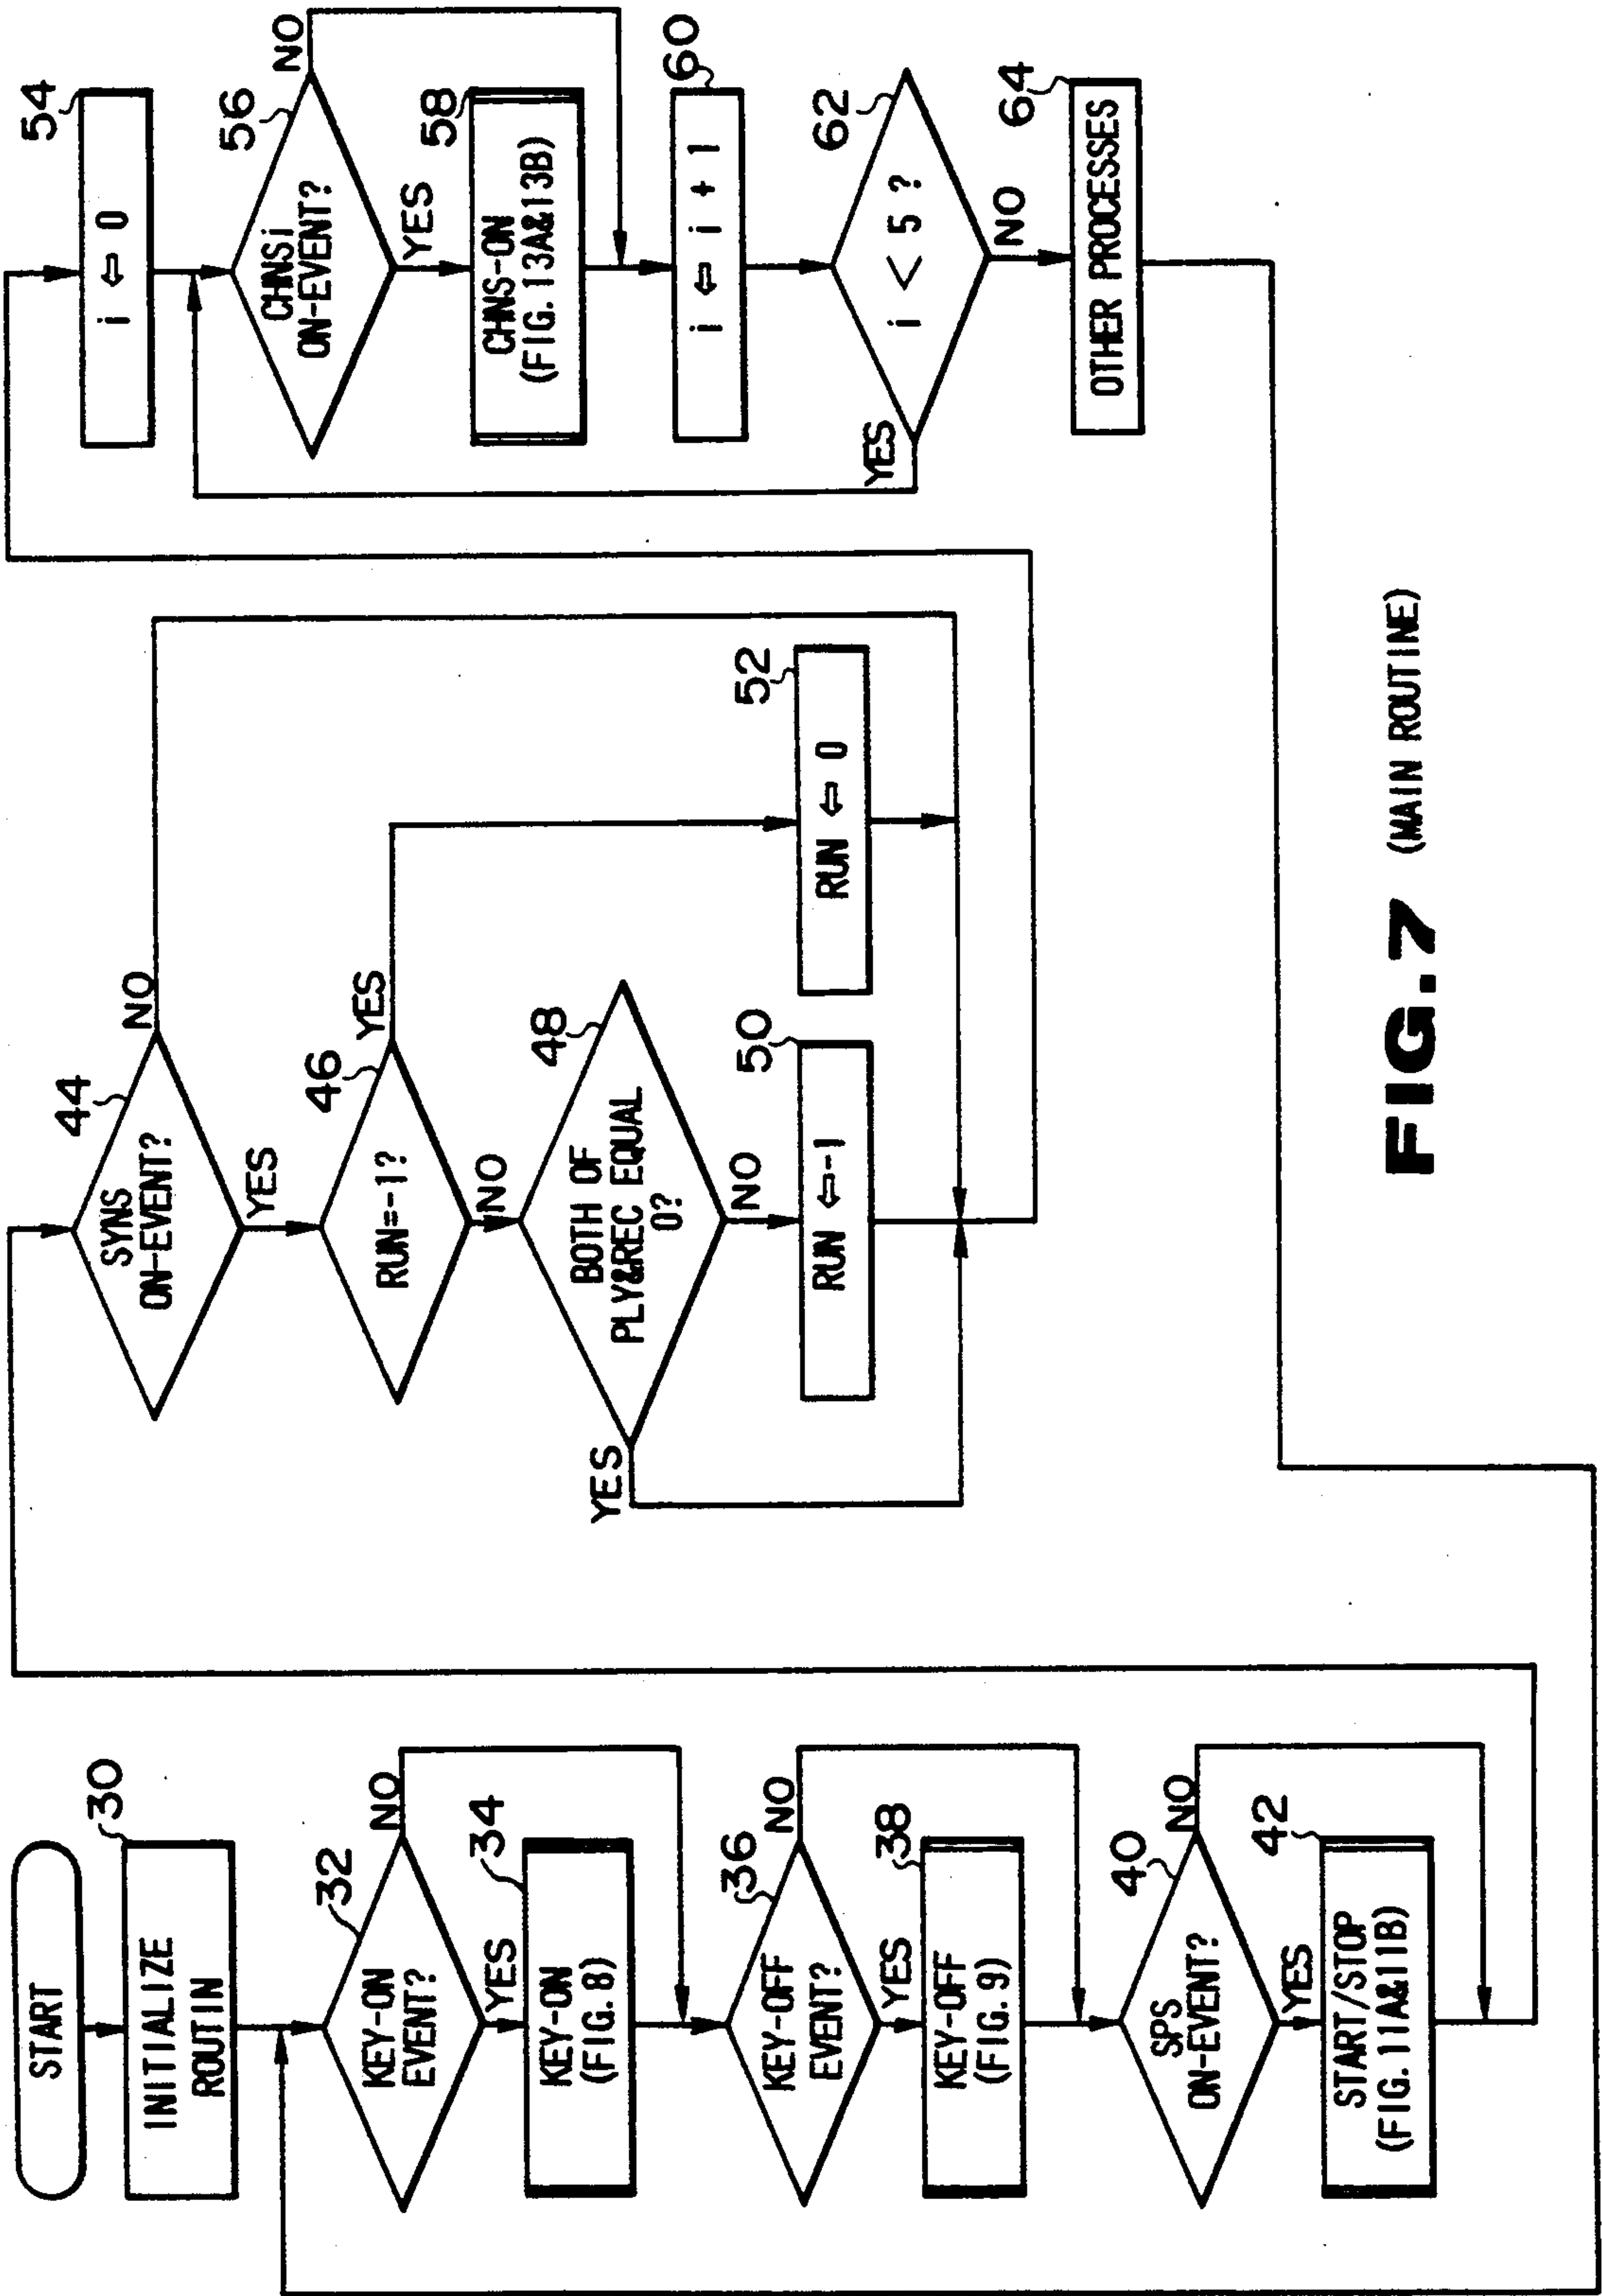 START
30
INITIALIZE
ROUTIN
32
KEY-ON
EVENT?
NO
YES
34
KEY-ON
(FIG. 8)
36
KEY-OFF
EVENT?
NO
YES
38
KEY-OFF
(FIG. 9)
40
SPS
ON-EVENT?
NO
YES
42
START/STOP
(FIG. 11A&11B)
44
SYNS
ON-EVENT?
NO
YES
46
RUN=-1?
YES
NO
48
BOTH OF
PLY&REC EQUAL
0?
YES
NO
50
RUN ⇐-1
52
RUN ⇐ 0
54
i ⇐ 0
56
CHNSi
ON-EVENT?
NO
YES
58
CHNS-ON
(FIG. 13A&13B)
60
i ⇐ i + 1
62
i < 5 ?
YES
NO
64
OTHER PROCESSES
FIG.7 (MAIN ROUTINE)